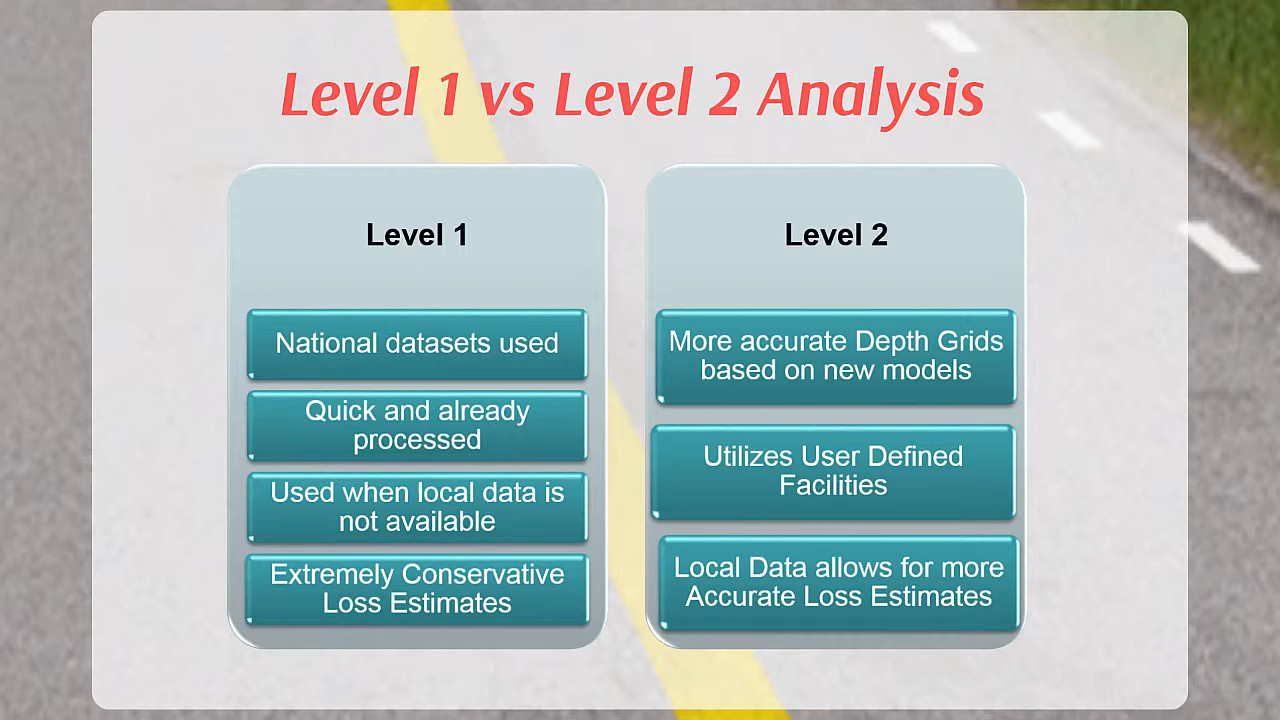 Level 1 vs Level 2 Analysis
Level 1
National datasets used
Quick and already
processed
Used when local data is
not available
Extremely Conservative
Loss Estimates
Level 2
More accurate Depth Grids
based on new models
Utilizes User Defined
Facilities
Local Data allows for more
Accurate Loss Estimates